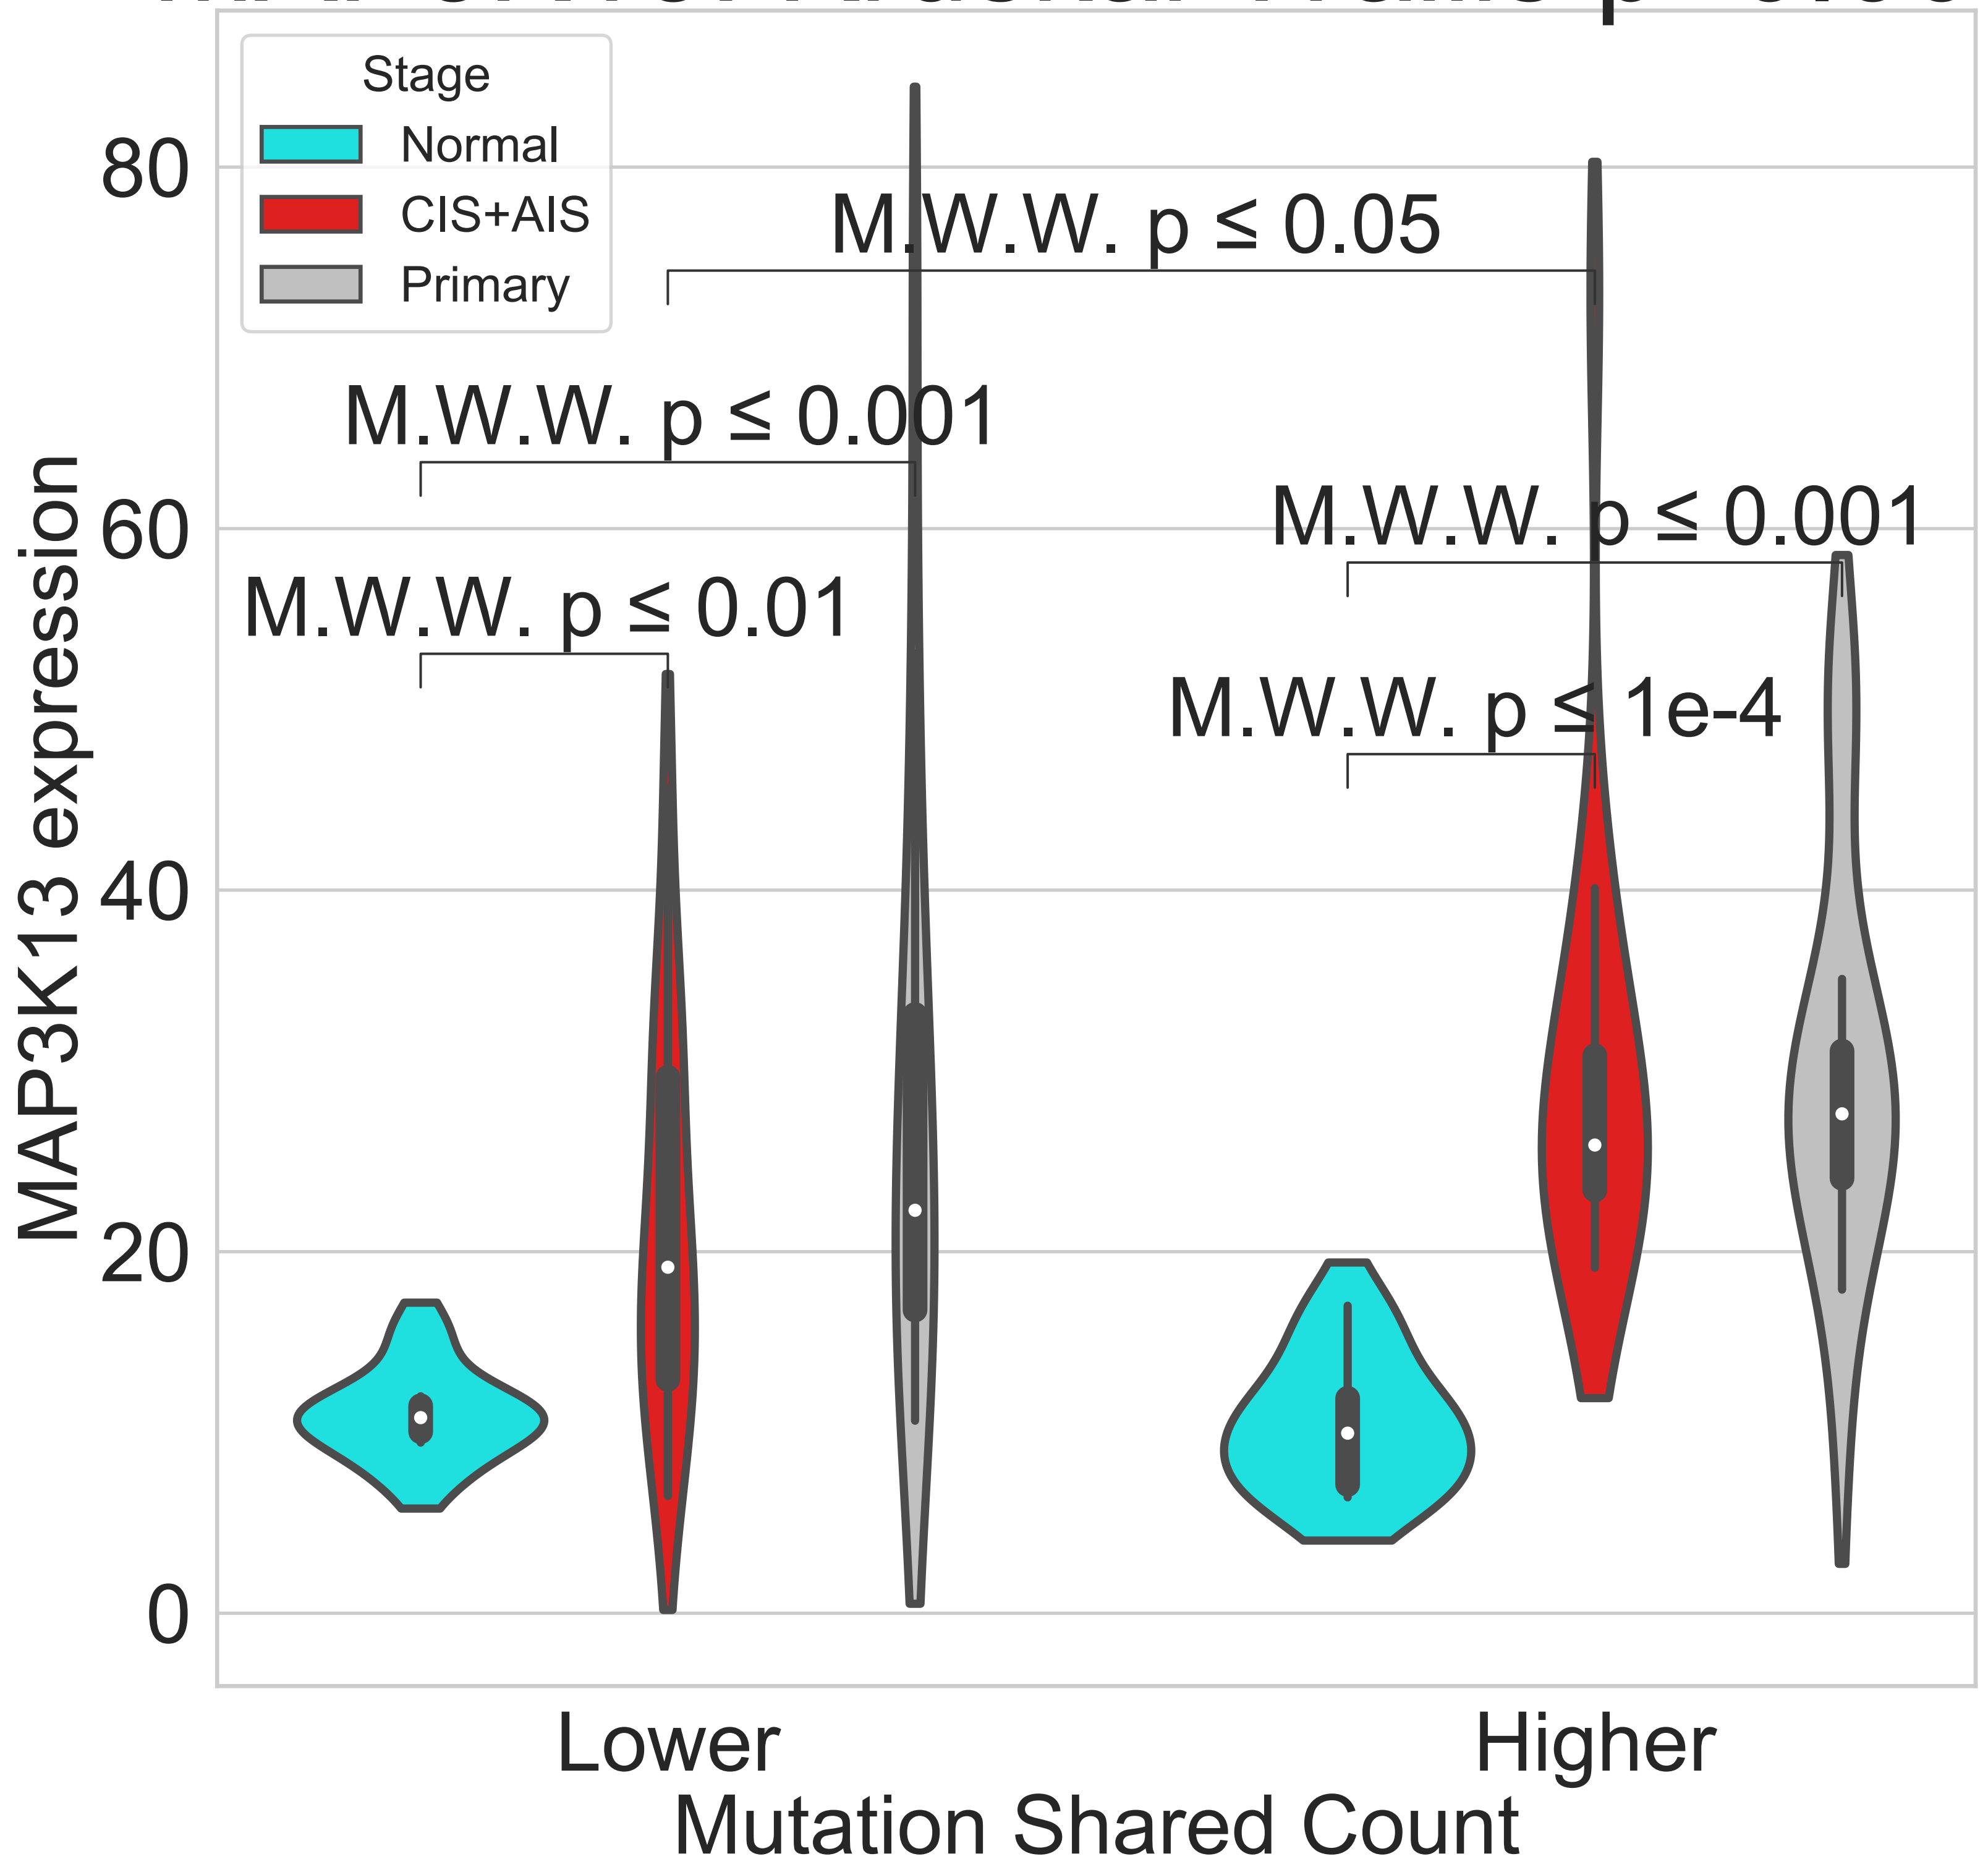 Stage
Normal
CIS+AIS
Primary
M.W.W. p ≤ 0.05
M.W.W. p ≤ 0.001
M.W.W. p ≤ 0.001
M.W.W. p ≤ 0.01
M.W.W. p ≤ 1e-4
80
60
40
20
0
MAP3K13 expression
Lower
Higher
Mutation Shared Count